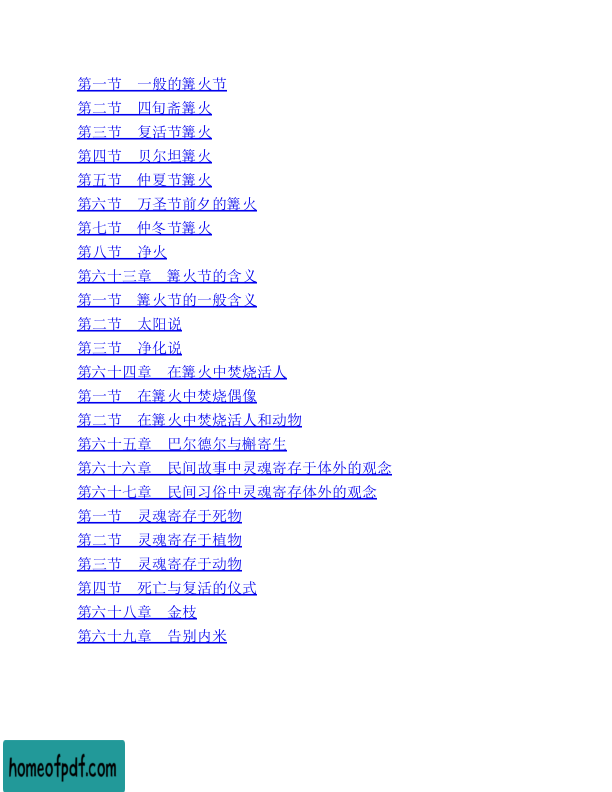 第一节　一般的篝火节
第二节　四旬斋篝火
第三节　复活节篝火
第四节　贝尔坦篝火
第五节　仲夏节篝火
第六节　万圣节前夕的篝火
第七节　仲冬节篝火
第八节　净火
第六十三章　篝火节的含义
第一节　篝火节的一般含义
第二节　太阳说
第三节　净化说
第六十四章　在篝火中焚烧活人
第一节　在篝火中焚烧偶像
第二节　在篝火中焚烧活人和动物
第六十五章　巴尔德尔与槲寄生
第六十六章　民间故事中灵魂寄存于体外的观念
第六十七章　民间习俗中灵魂寄存体外的观念
第一节　灵魂寄存于死物
第二节　灵魂寄存于植物
第三节　灵魂寄存于动物
第四节　死亡与复活的仪式
第六十八章　金枝
第六十九章　告别内米
homeofpdf.com